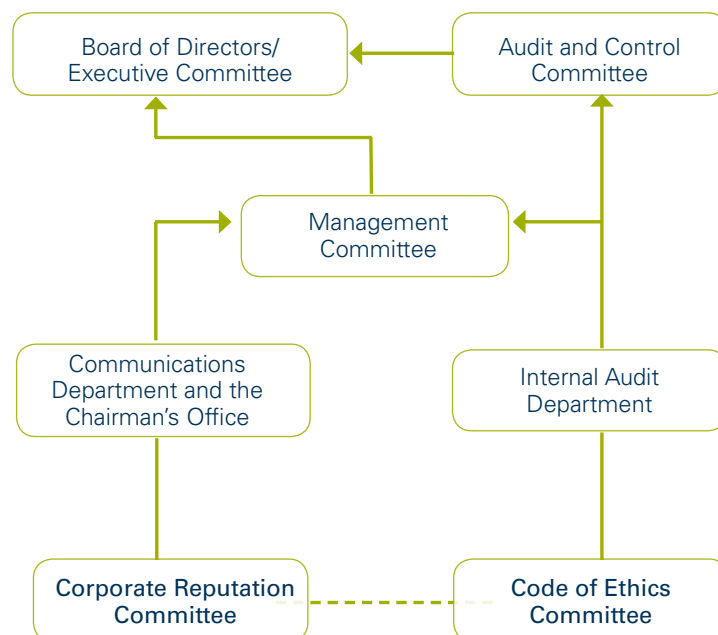 Board of Directors/
Executive Committee
Audit and Control
Committee
Management
Committee
Communications
Department and the
Chairman's Office
Internal Audit
Department
Corporate Reputation
Committee
Code of Ethics
Committee